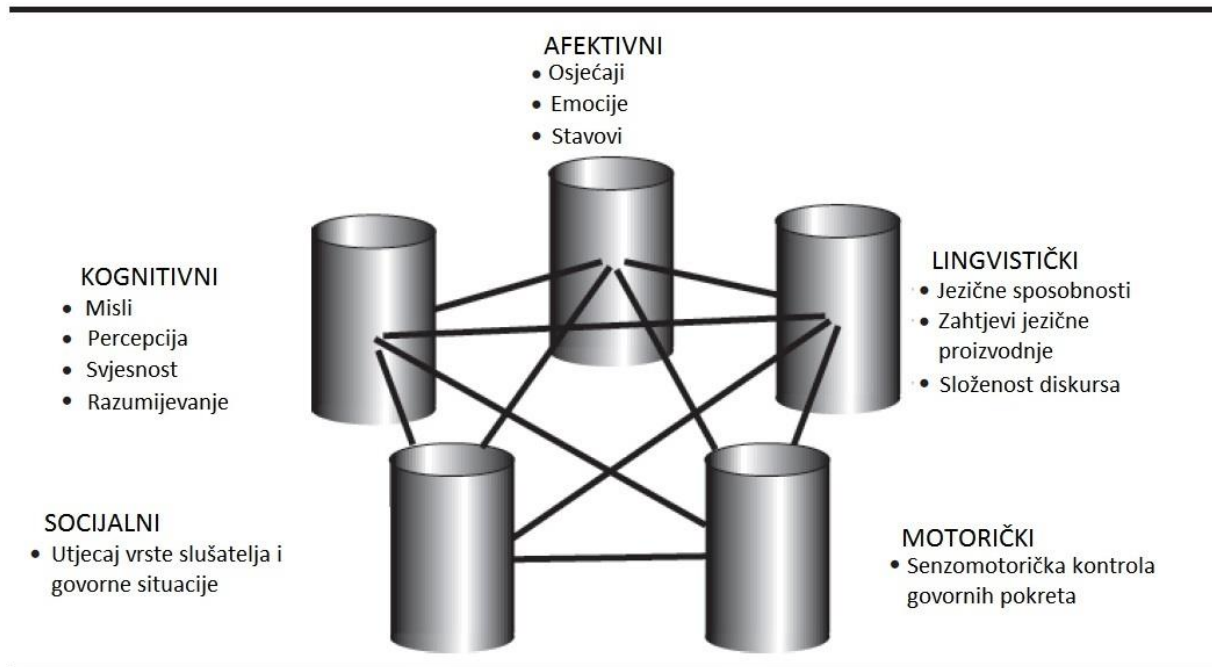 AFEKTIVNI
• Osjećaji
• Emocije
• Stavovi
KOGNITIVNI
• Misli
• Percepcija
• Svjesnost
• Razumijevanje
LINGVISTIČKI
• Jezične sposobnosti
• Zahtjevi jezične
proizvodnje
• Složenost diskursa
SOCIJALNI
• Utjecaj vrste slušatelja i
govorne situacije
MOTORIČKI
• Senzomotorička kontrola
govornih pokreta